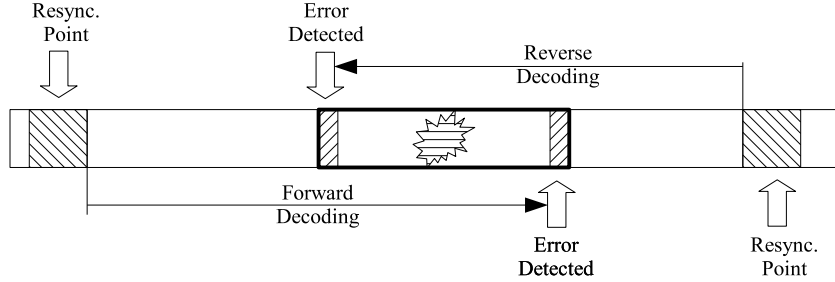 Resync.
Point
Error
Detected
Reverse
Decoding
Forward
Decoding
Error
Detected
Resync.
Point